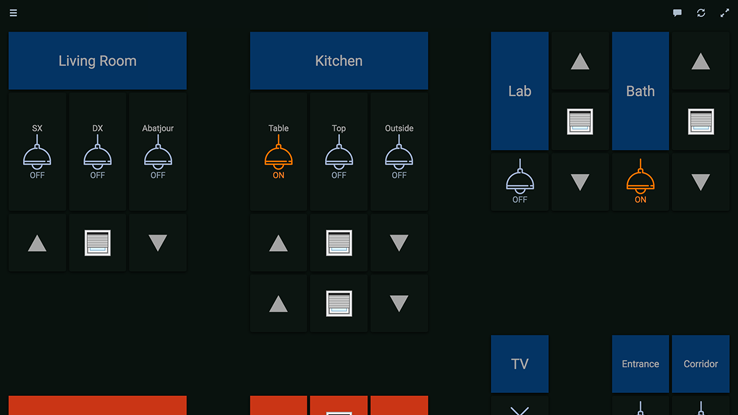 Living Room
SX
DX
Abatjour
OFF
OFF
OFF
Kitchen
Table
Top
Outside
ON
OFF
OFF
Lab
Bath
OFF
ON
TV
Entrance
Corridor